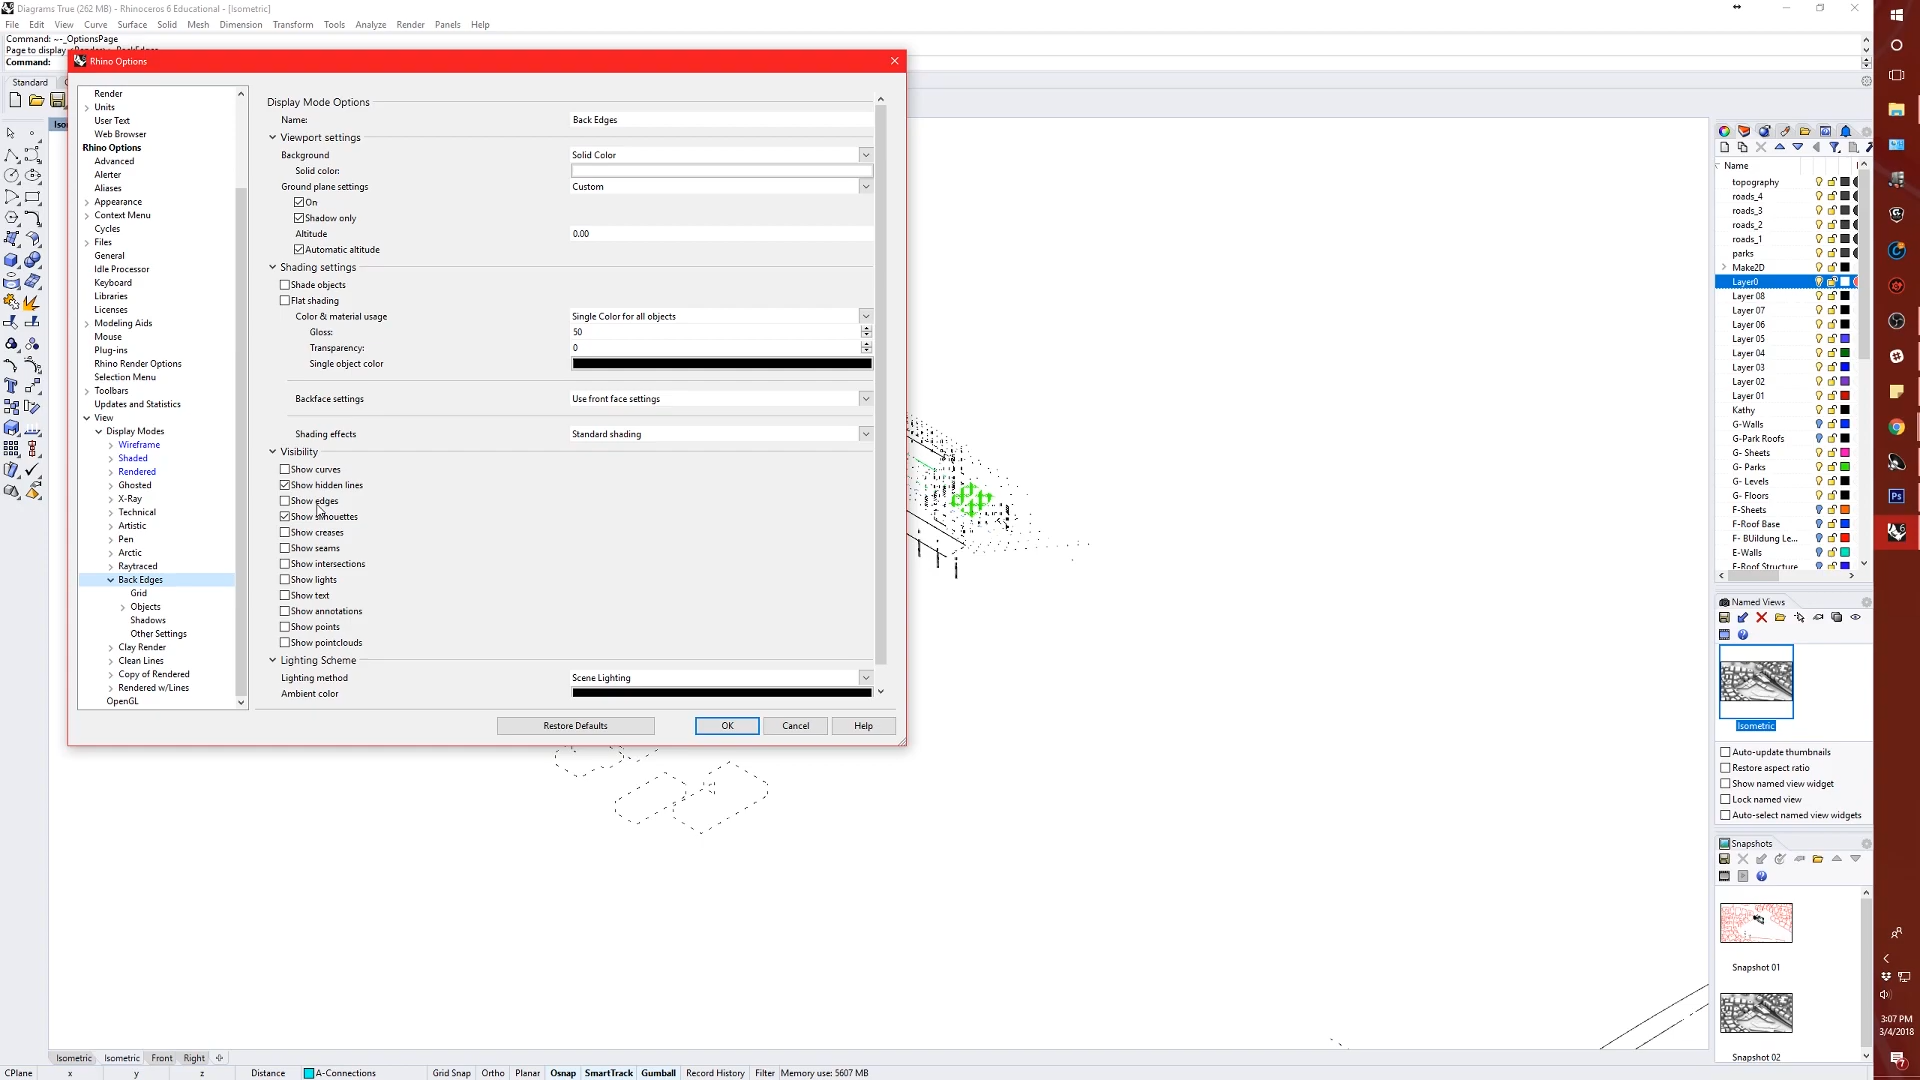 Diagrams True (262 MB) - Rhinoceros 6 Educational - [Isometric]
File Edit View Curve Surface Solid Mesh Dimension Transform Tools Analyze Render Panels Help
Command: ~-_OptionsPage
Page to display
Command:
Standard
Rhino Options
Render
Units
User Text
Web Browser
Rhino Options
Advanced
Alerter
Aliases
Appearance
Context Menu
Cycles
Files
General
Idle Processor
Keyboard
Libraries
Licenses
Modeling Aids
Mouse
Plug-ins
Rhino Render Options
Selection Menu
Toolbars
Updates and Statistics
View
Display Modes
Wireframe
Shaded
Rendered
Ghosted
X-Ray
Technical
Artistic
Pen
Arctic
Raytraced
Back Edges
Grid
Objects
Shadows
Other Settings
Clay Render
Clean Lines
Copy of Rendered
Rendered w/Lines
OpenGL
Display Mode Options
Name: Back Edges
Viewport settings
Background Solid Color
Solid color:
Ground plane settings Custom
On
Shadow only
Altitude 0.00
Automatic altitude
Shading settings
Shade objects
Flat shading
Color & material usage Single Color for all objects
Gloss: 50
Transparency: 0
Single object color
Backface settings Use front face settings
Shading effects Standard shading
Visibility
Show curves
Show hidden lines
Show edges
Show silhouettes
Show creases
Show seams
Show intersections
Show lights
Show text
Show annotations
Show points
Show pointclouds
Lighting Scheme
Lighting method Scene Lighting
Ambient color
Restore Defaults OK Cancel Help
Name
topography
roads_4
roads_3
roads_2
roads_1
parks
Make2D
Layer0
Layer 08
Layer 07
Layer 06
Layer 05
Layer 04
Layer 03
Layer 02
Layer 01
Kathy
G-Walls
G-Park Roofs
G- Sheets
G- Parks
G- Levels
G- Floors
F-Sheets
F-Roof Base
F- BUilding Le...
E-Walls
F-Roof Structure
Named Views
Isometric
Auto-update thumbnails
Restore aspect ratio
Show named view widget
Lock named view
Auto-select named view widgets
Snapshots
Snapshot 01
Snapshot 02
Isometric Isometric Front Right
CPlane x y z Distance A-Connections Grid Snap Ortho Planar Osnap SmartTrack Gumball Record History Filter Memory use: 5607 MB
Ps
3:07 PM
3/4/2018